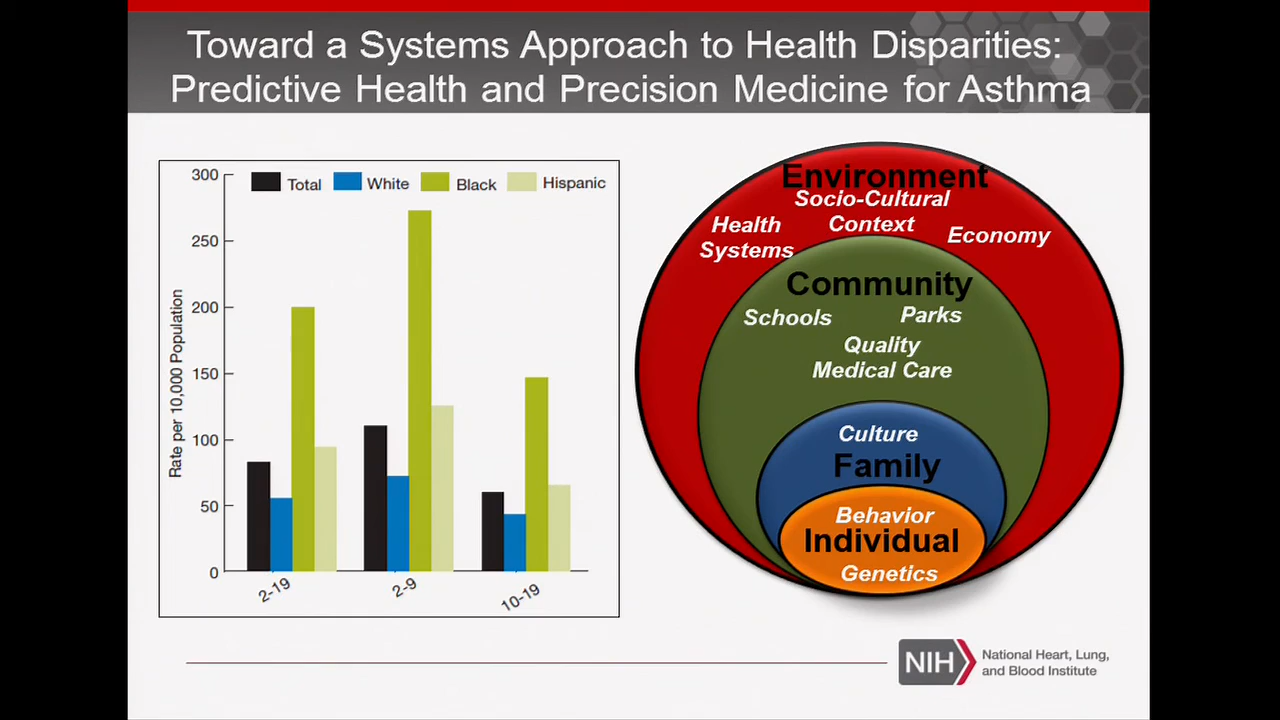 Toward a Systems Approach to Health Disparities:
Predictive Health and Precision Medicine for Asthma
Total White Black Hispanic
Rate per 10,000 Population
300
250
200
150
100
50
0
2-19
2-9
10-19
Environment
Socio-Cultural
Context
Health
Systems
Economy
Community
Schools
Parks
Quality
Medical Care
Culture
Family
Behavior
Individual
Genetics
NIH
National Heart, Lung,
and Blood Institute